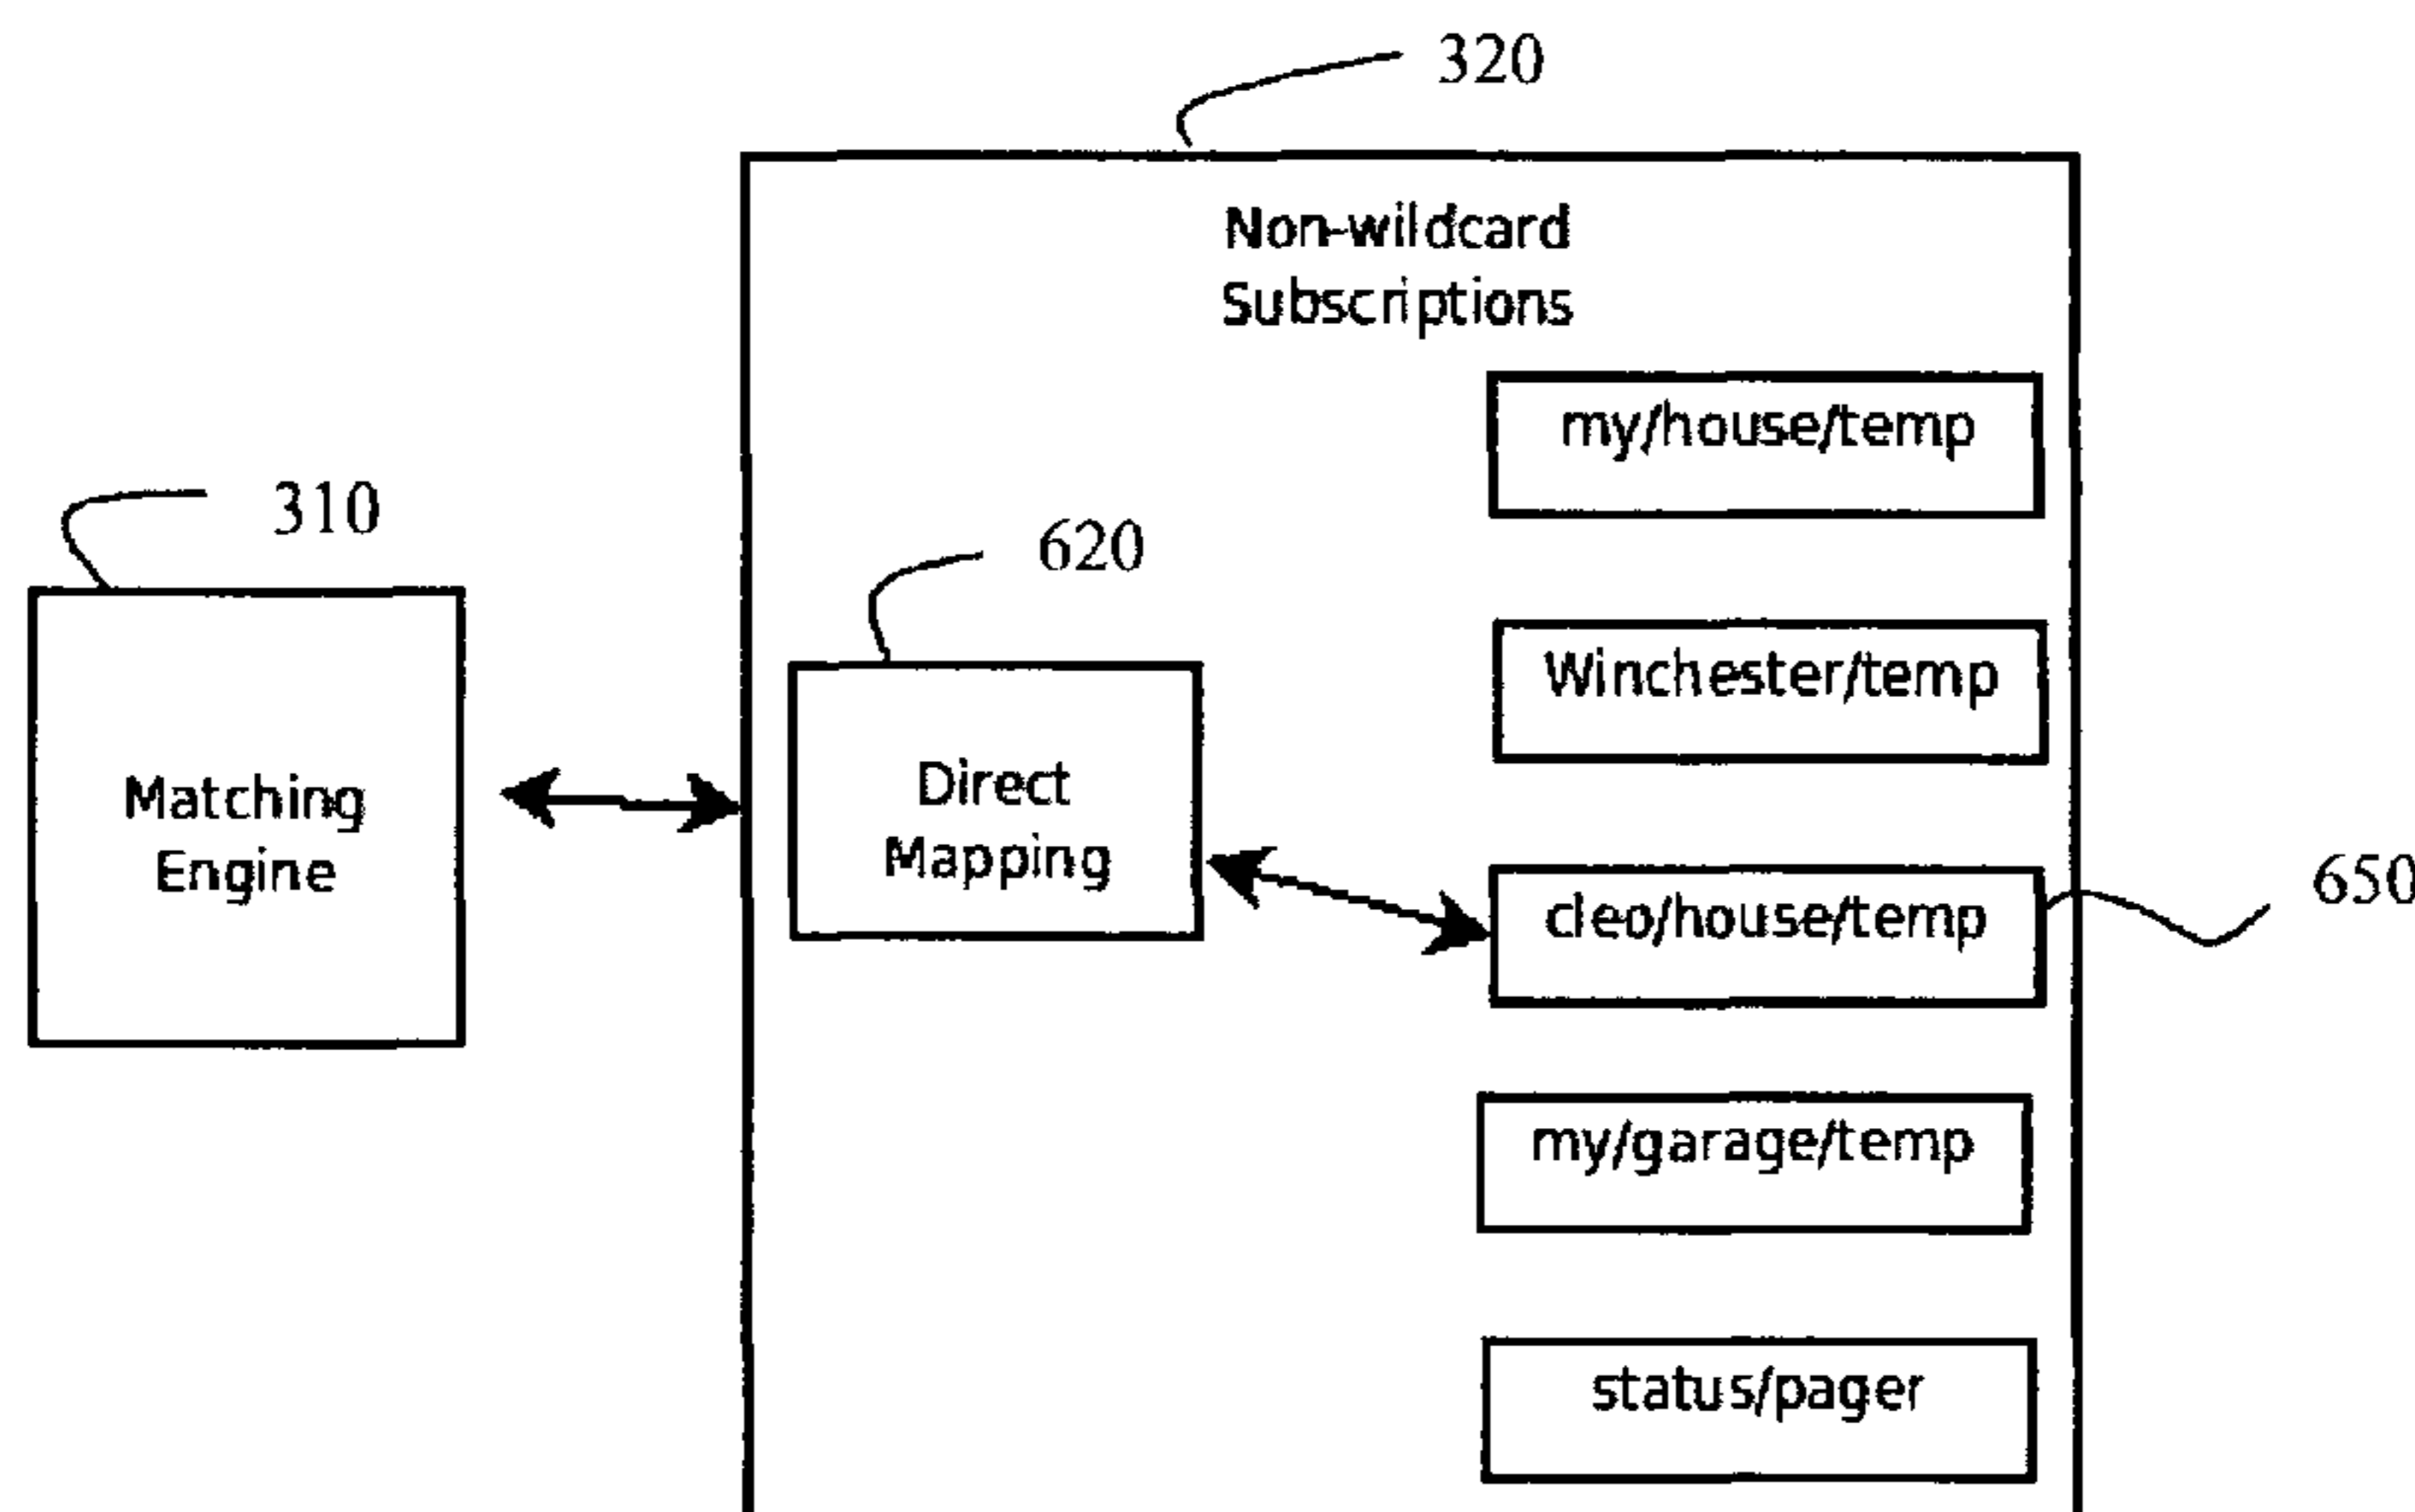 320
Non-wildcard
Subscriptions
my/house/temp
310
620
Winchester/temp
Direct
Mapping
Matching
Engine
cleo/house/temp
650
my/garage/temp
status/pager